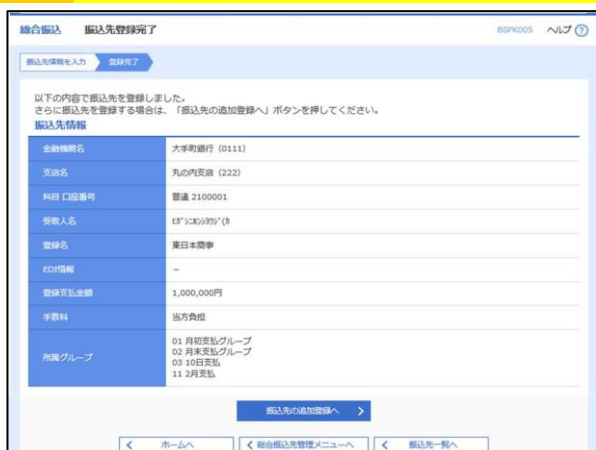 総合振込 振込先登録完了 BSFK005 ヘルプ ?
振込先情報を入力 登録完了
以下の内容で振込先を登録しました。
さらに振込先を登録する場合は、「振込先の追加登録へ」ボタンを押してください。
振込先情報
金融機関名 大手町銀行 (0111)
支店名 丸の内支店 (222)
科目 口座番号 普通 2100001
受取人名 ﾋｶﾞｼﾆﾎﾝｼﾖｳｼﾞ(ｶ
登録名 東日本商事
EDI情報 −
登録支払金額 1,000,000円
手数料 当方負担
所属グループ 01 月初支払グループ
02 月末支払グループ
03 10日支払
11 2月支払
振込先の追加登録へ
ホームへ 総合振込先管理メニューへ 振込先一覧へ